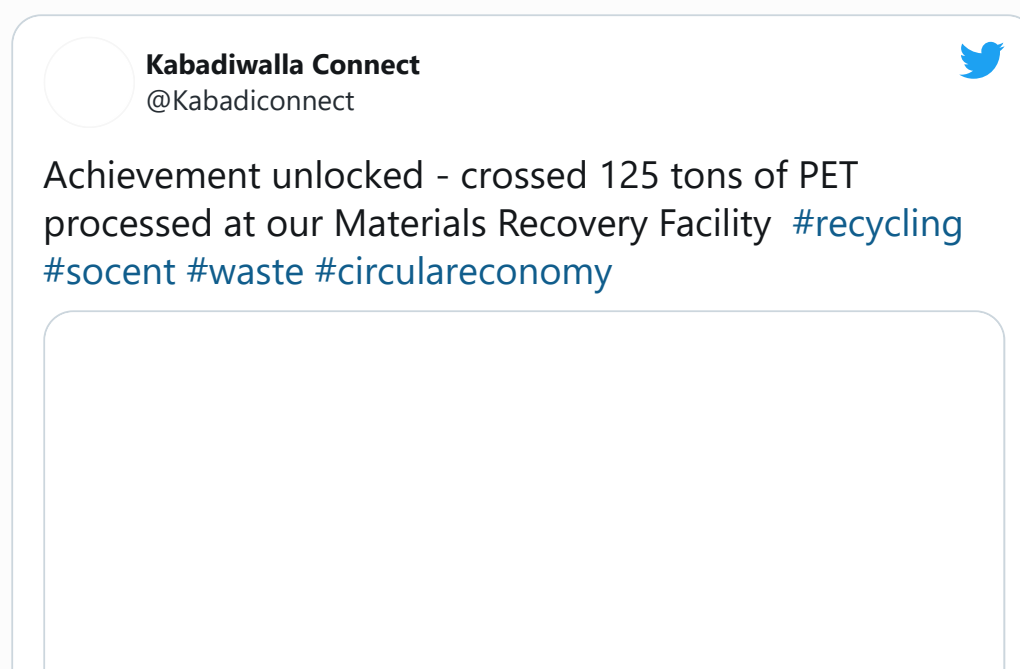 Kabadiwalla Connect
@Kabadiconnect
Achievement unlocked - crossed 125 tons of PET
processed at our Materials Recovery Facility #recycling
#socent #waste #circulareconomy